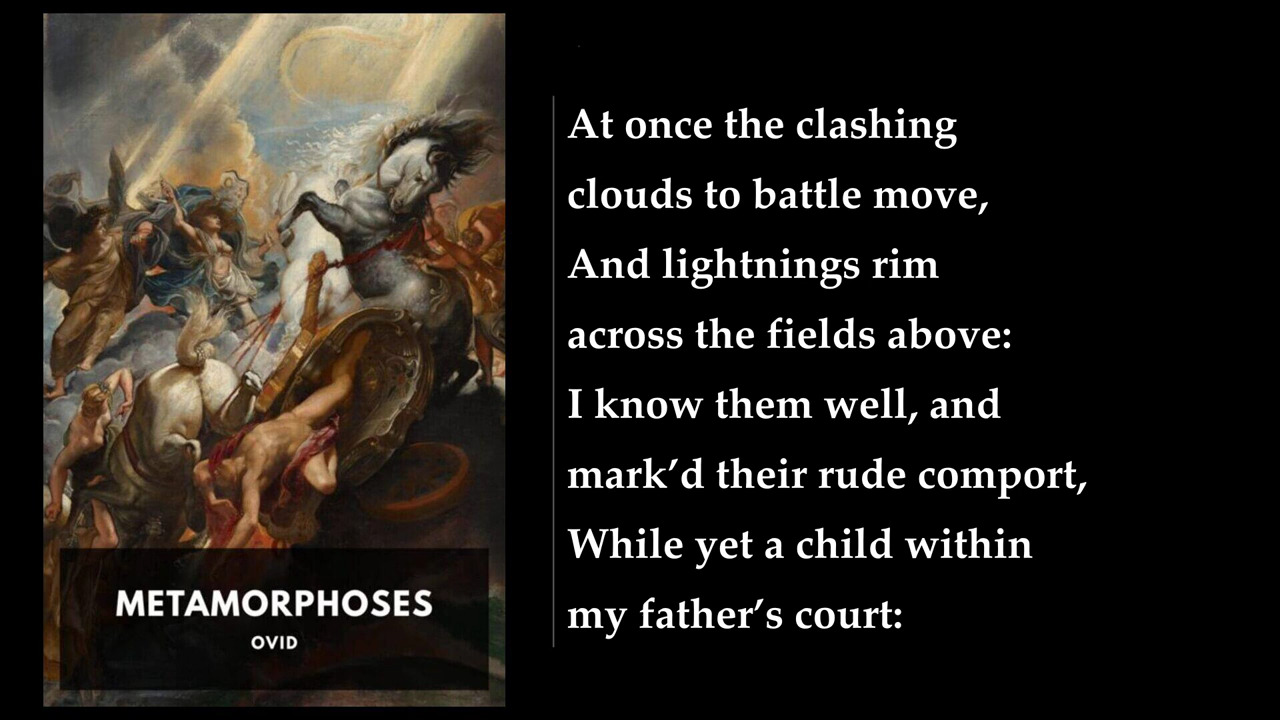 METAMORPHOSES
OVID
At once the clashing
clouds to battle move,
And lightnings rim
across the fields above:
I know them well, and
mark’d their rude comport,
While yet a child within
my father’s court: